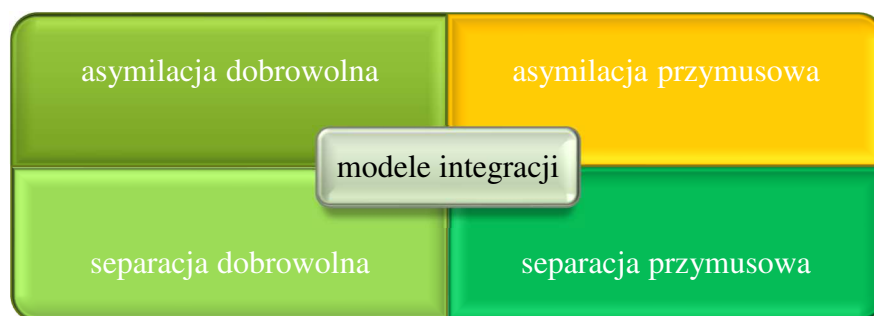 asymilacja dobrowolna
asymilacja przymusowa
modele integracji
separacja dobrowolna
separacja przymusowa